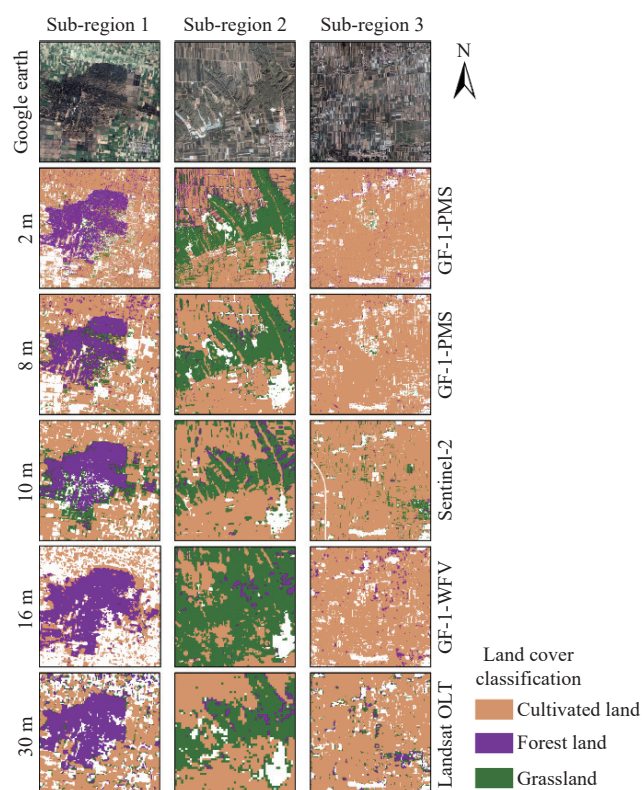 Sub-region 1 Sub-region 2 Sub-region 3
Google earth
N
2 m
GF-1-PMS
8 m
GF-1-PMS
10 m
Sentinel-2
16 m
GF-1-WFV
30 m
Landsat OLT
Land cover
classification
Cultivated land
Forest land
Grassland